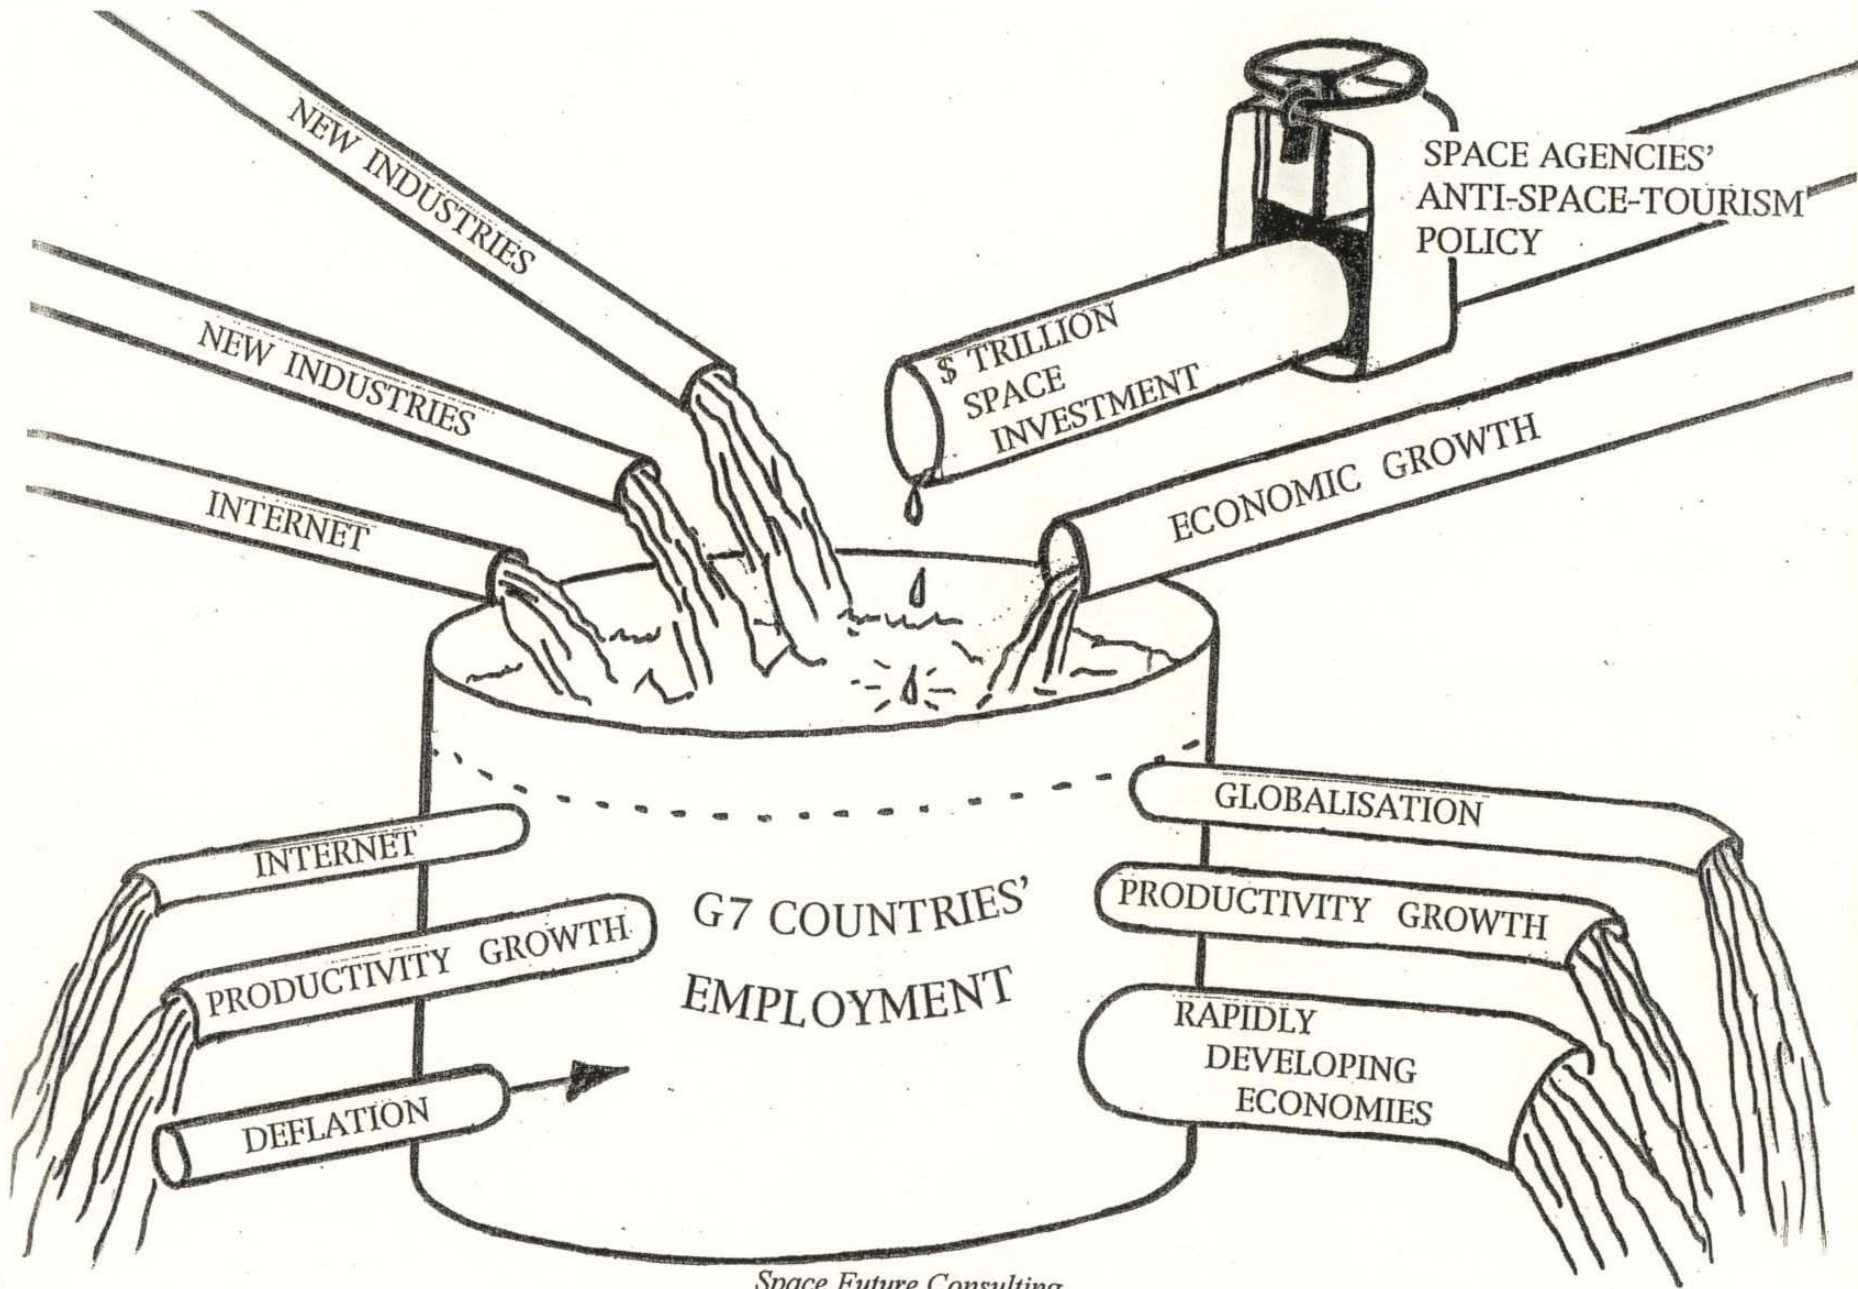 NEW INDUSTRIES
SPACE AGENCIES'
ANTI-SPACE-TOURISM
POLICY
NEW INDUSTRIES
$ TRILLION
SPACE
INVESTMENT
INTERNET
ECONOMIC GROWTH
INTERNET
GLOBALISATION
PRODUCTIVITY GROWTH
G7 COUNTRIES'
EMPLOYMENT
PRODUCTIVITY GROWTH
DEFLATION
RAPIDLY
DEVELOPING
ECONOMIES
Space Future Consulting